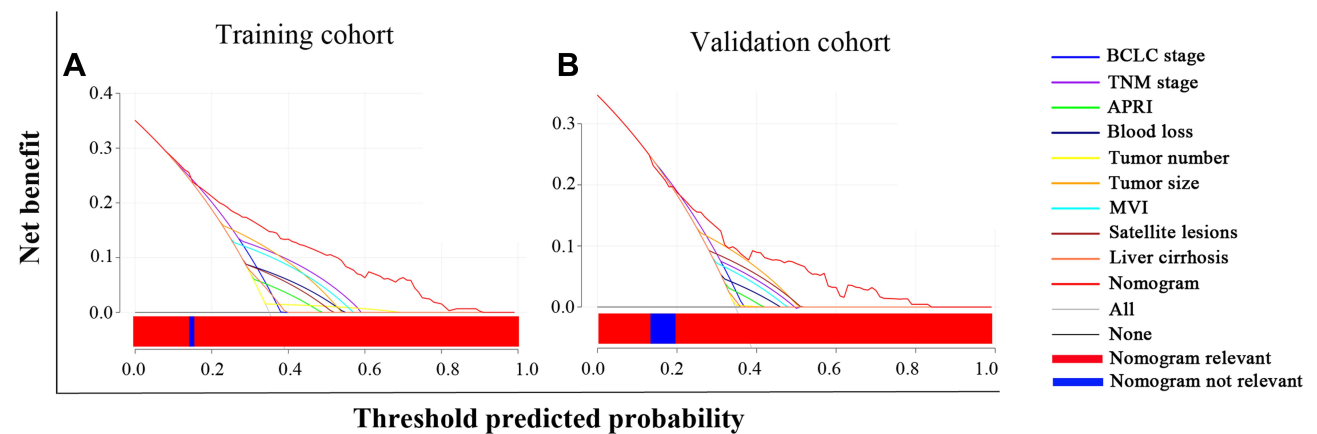 Training cohort
Validation cohort
A
B
Net benefit
0.4
0.3
0.2
0.1
0.0
0.3
0.2
0.1
0.0
0.0 0.2 0.4 0.6 0.8 1.0
0.0 0.2 0.4 0.6 0.8 1.0
Threshold predicted probability
BCLC stage
TNM stage
APRI
Blood loss
Tumor number
Tumor size
MVI
Satellite lesions
Liver cirrhosis
Nomogram
All
None
Nomogram relevant
Nomogram not relevant